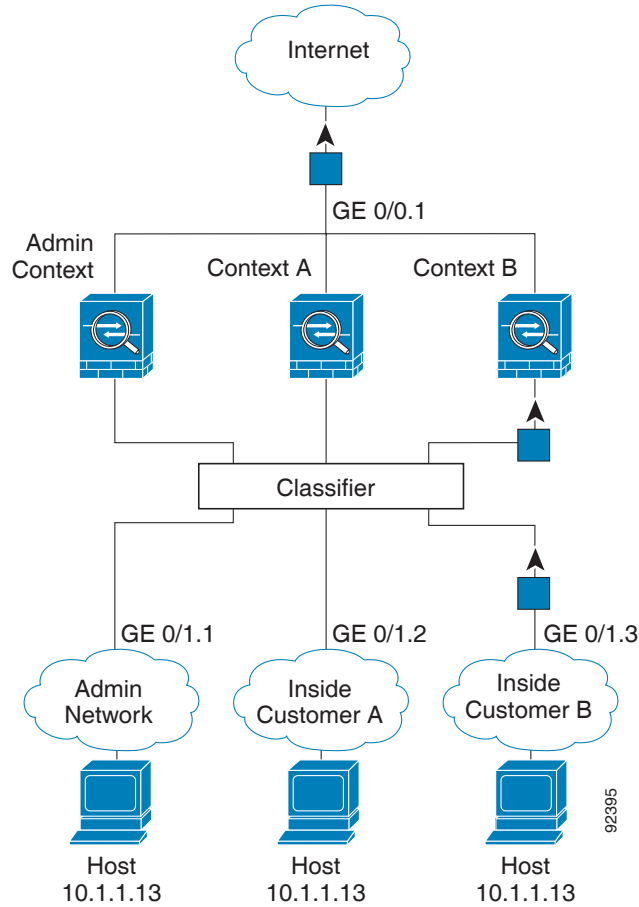 Internet
GE 0/0.1
Admin
Context
Context A
Context B
Classifier
GE 0/1.1
GE 0/1.2
GE 0/1.3
Admin
Network
Inside
Customer A
Inside
Customer B
Host
10.1.1.13
Host
10.1.1.13
Host
10.1.1.13
92395